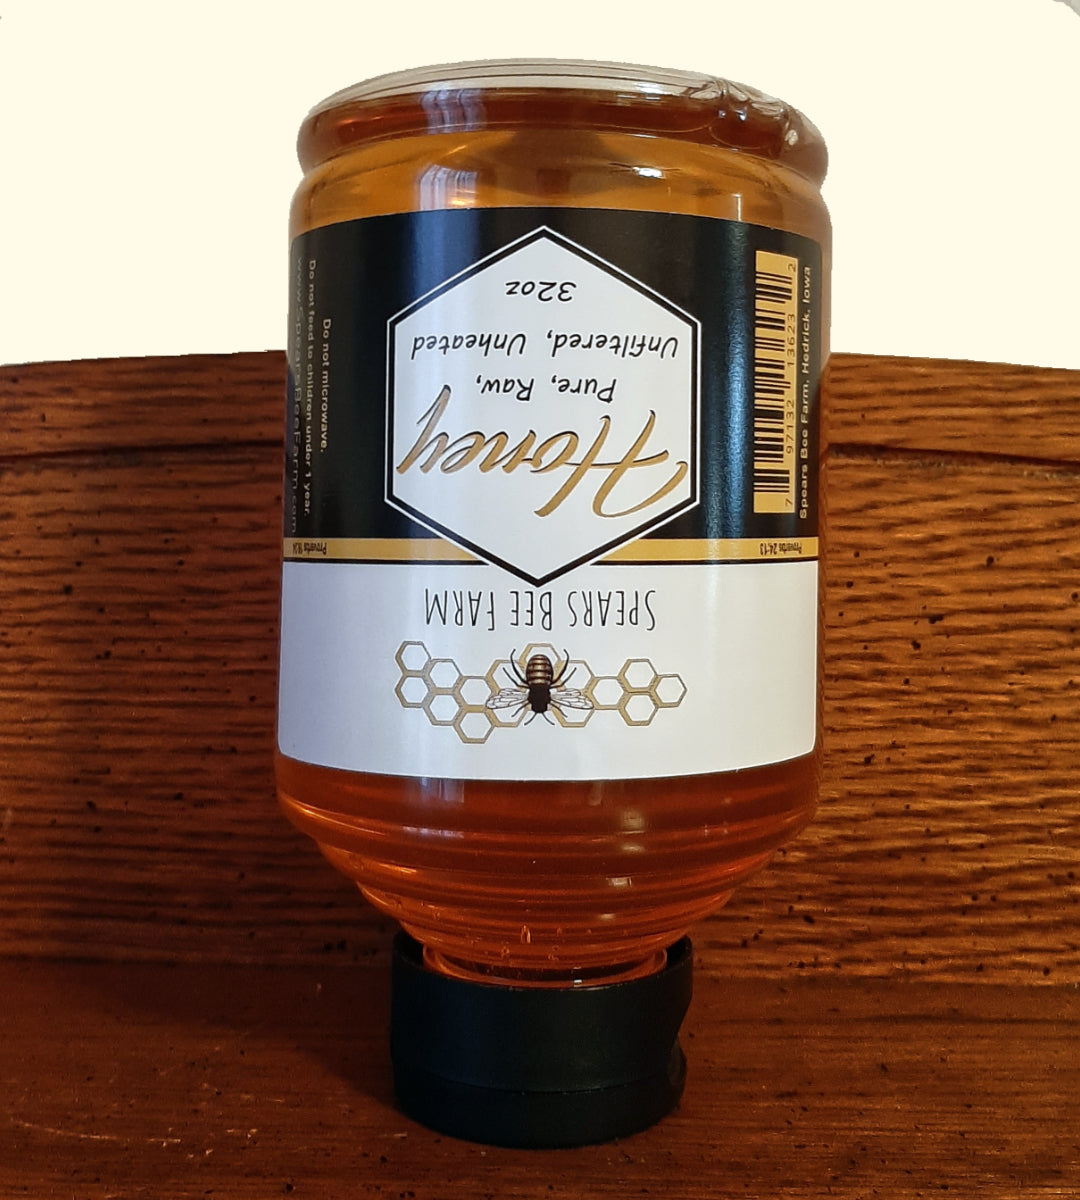 SPEARS BEE FARM
Proverbs 24:13
Proverbs 16:24
Honey
Pure, Raw,
Unfiltered, Unheated
32oz
7 97132 13623 2
Spears Bee Farm, Hedrick, Iowa
Do not microwave.
Do not feed to children under 1 year.
www.SpearsBeeFarm.com